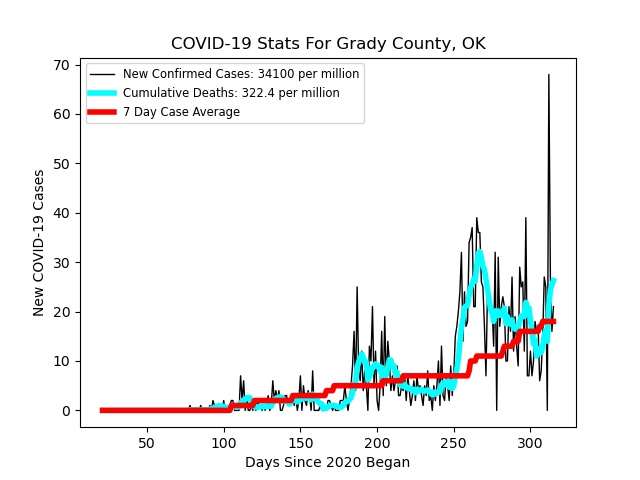 COVID-19 Stats For Grady County, OK
New Confirmed Cases: 34100 per million
Cumulative Deaths: 322.4 per million
7 Day Case Average
New COVID-19 Cases
70
60
50
40
30
20
10
0
50 100 150 200 250 300
Days Since 2020 Began